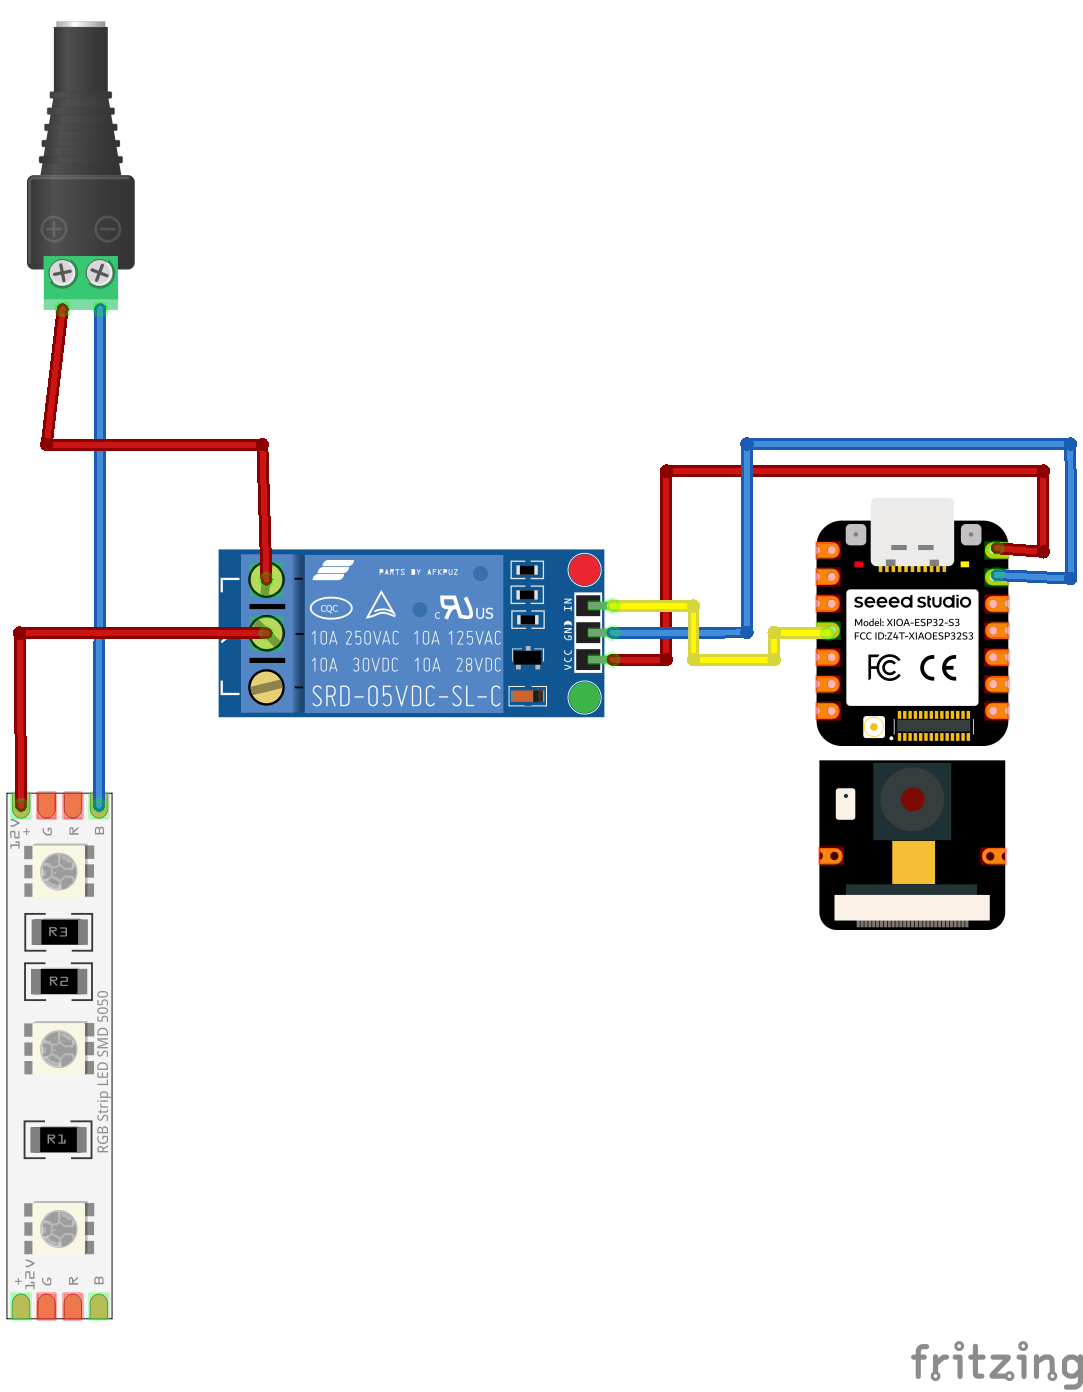 PARTS BY AFKPUZ
CQC
c US
10A 250VAC 10A 125VAC
10A 30VDC 10A 28VDC
SRD-05VDC-SL-C
IN
GND
VCC
seeed studio
Model: XIOA-ESP32-S3
FCC ID:Z4T-XIAOESP32S3
FC CE
12V
+
G
R
B
R3
R2
RGB Strip LED SMD 5050
R1
+
12V
G
R
B
fritzing